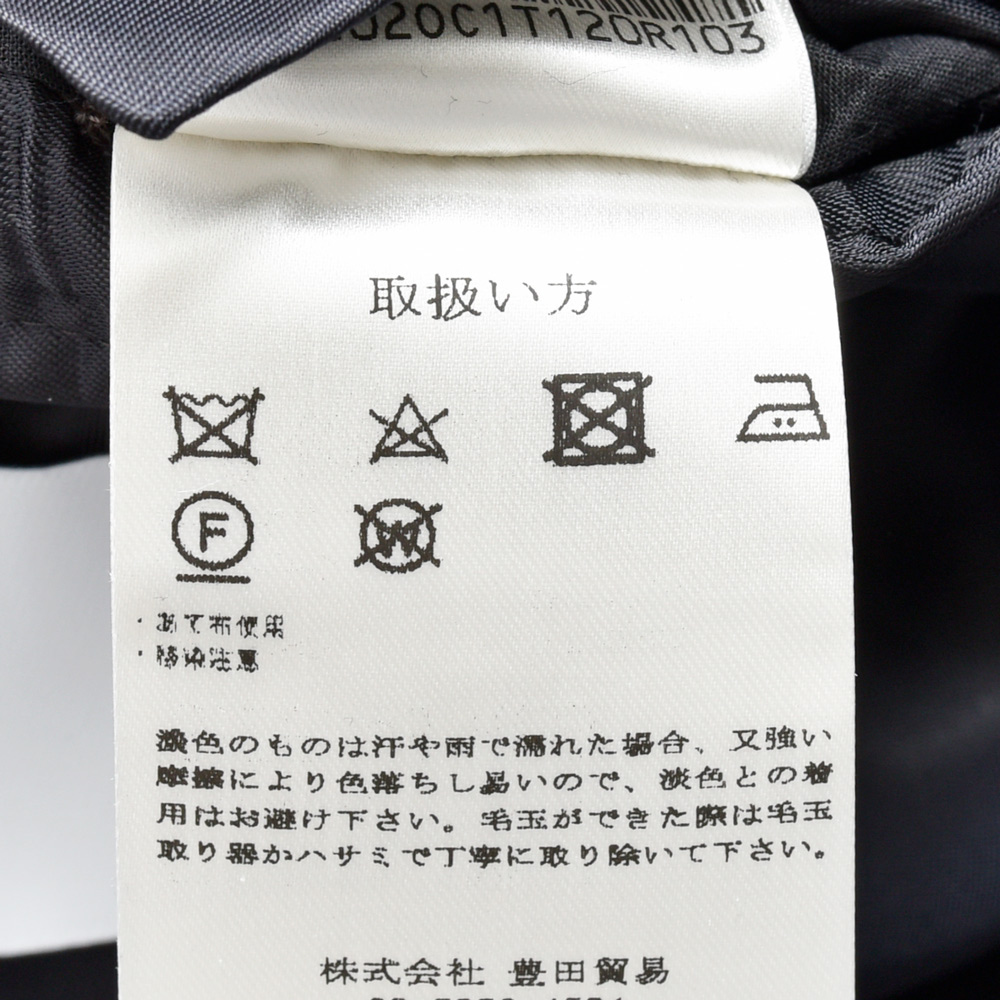 020C1T120R103
取扱い方
F
W
・あて布使用
・移染注意
淡色のものは汗や雨で濡れた場合、又強い
摩擦により色落ちし易いので、淡色との着
用はお避け下さい。毛玉ができた際は毛玉
取り器かハサミで丁寧に取り除いて下さい。
株式会社 豊田貿易